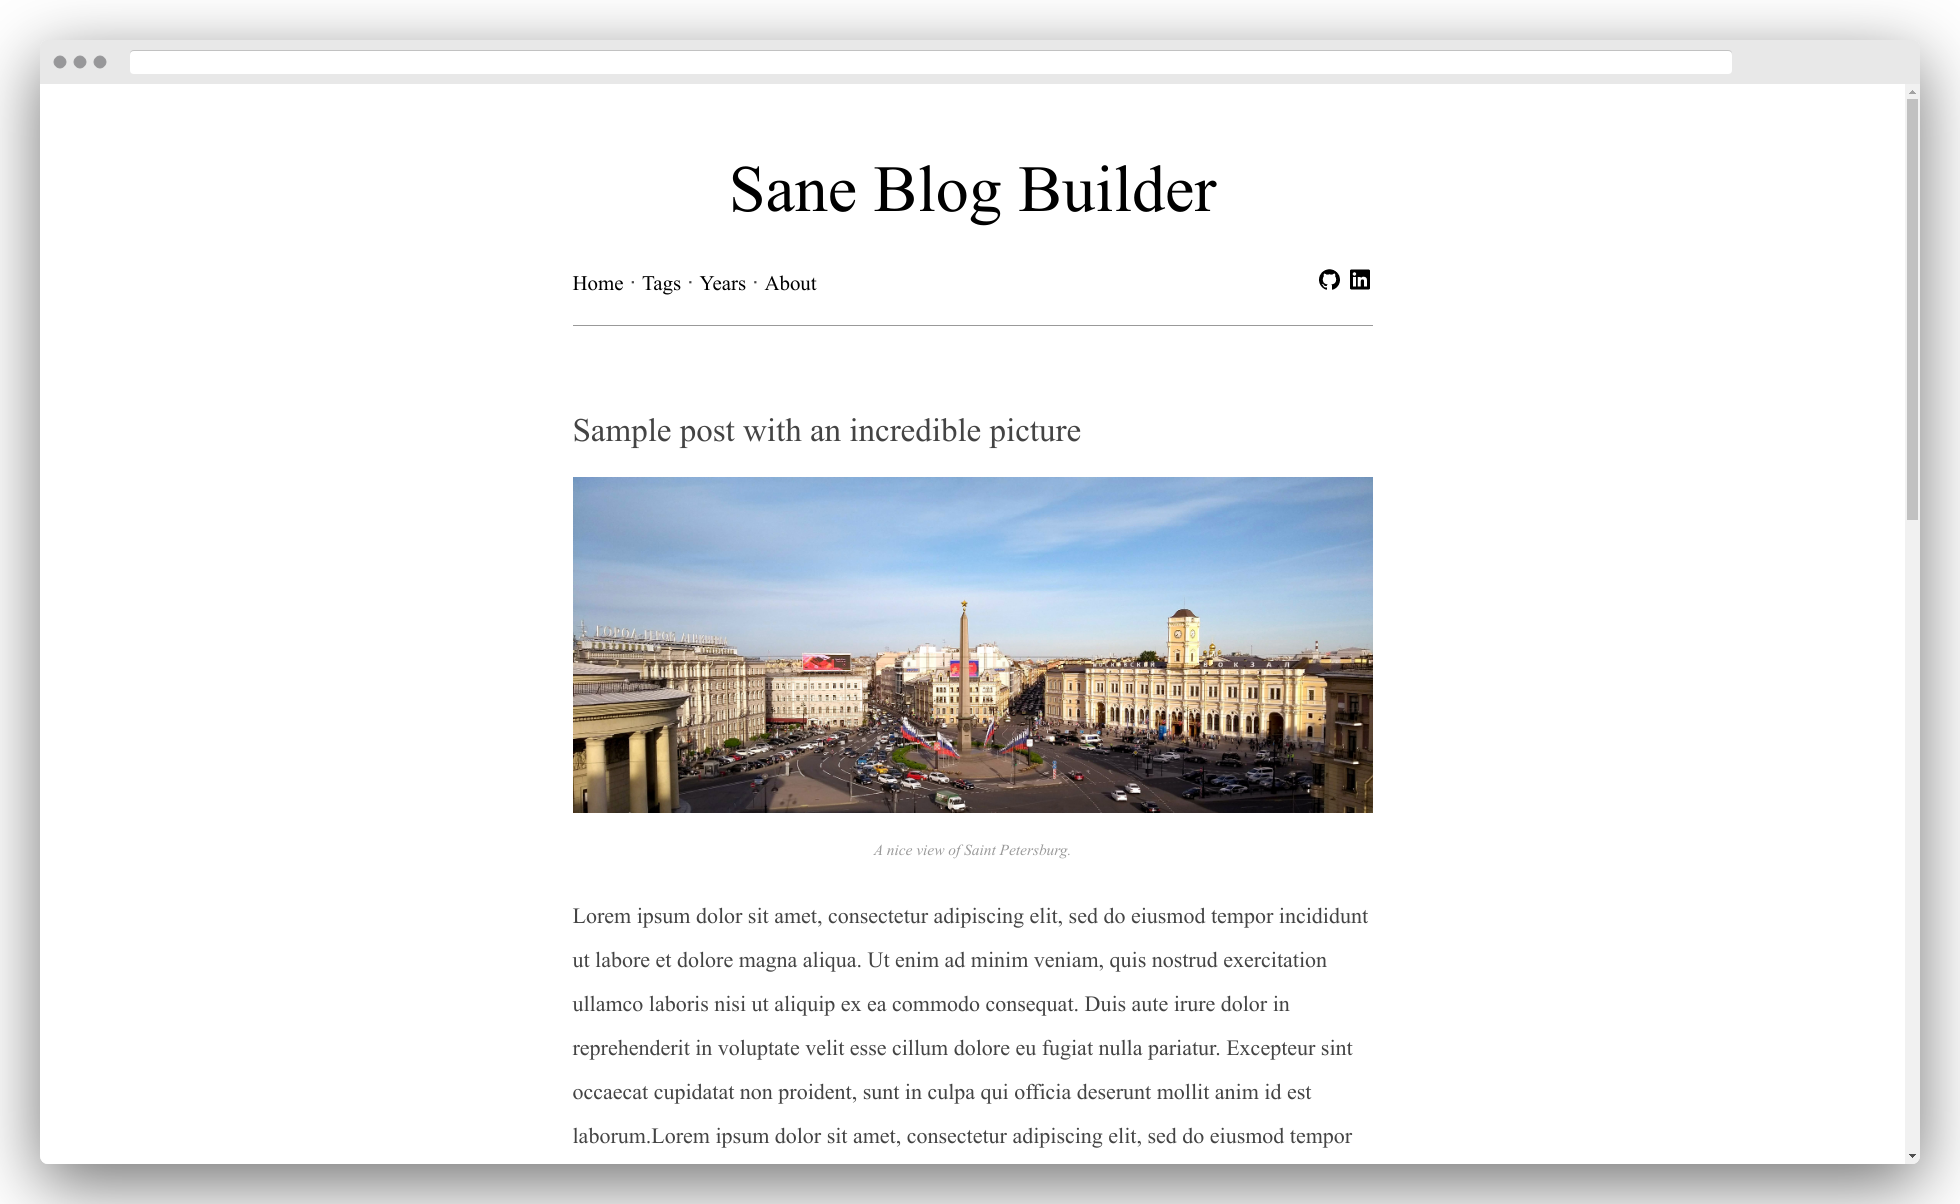 Sane Blog Builder
Home · Tags · Years · About
Sample post with an incredible picture
ГОРОД ГЕРОЙ ЛЕНИНГРАД
ВОКЗАЛ
A nice view of Saint Petersburg.
Lorem ipsum dolor sit amet, consectetur adipiscing elit, sed do eiusmod tempor incididunt
ut labore et dolore magna aliqua. Ut enim ad minim veniam, quis nostrud exercitation
ullamco laboris nisi ut aliquip ex ea commodo consequat. Duis aute irure dolor in
reprehenderit in voluptate velit esse cillum dolore eu fugiat nulla pariatur. Excepteur sint
occaecat cupidatat non proident, sunt in culpa qui officia deserunt mollit anim id est
laborum.Lorem ipsum dolor sit amet, consectetur adipiscing elit, sed do eiusmod tempor